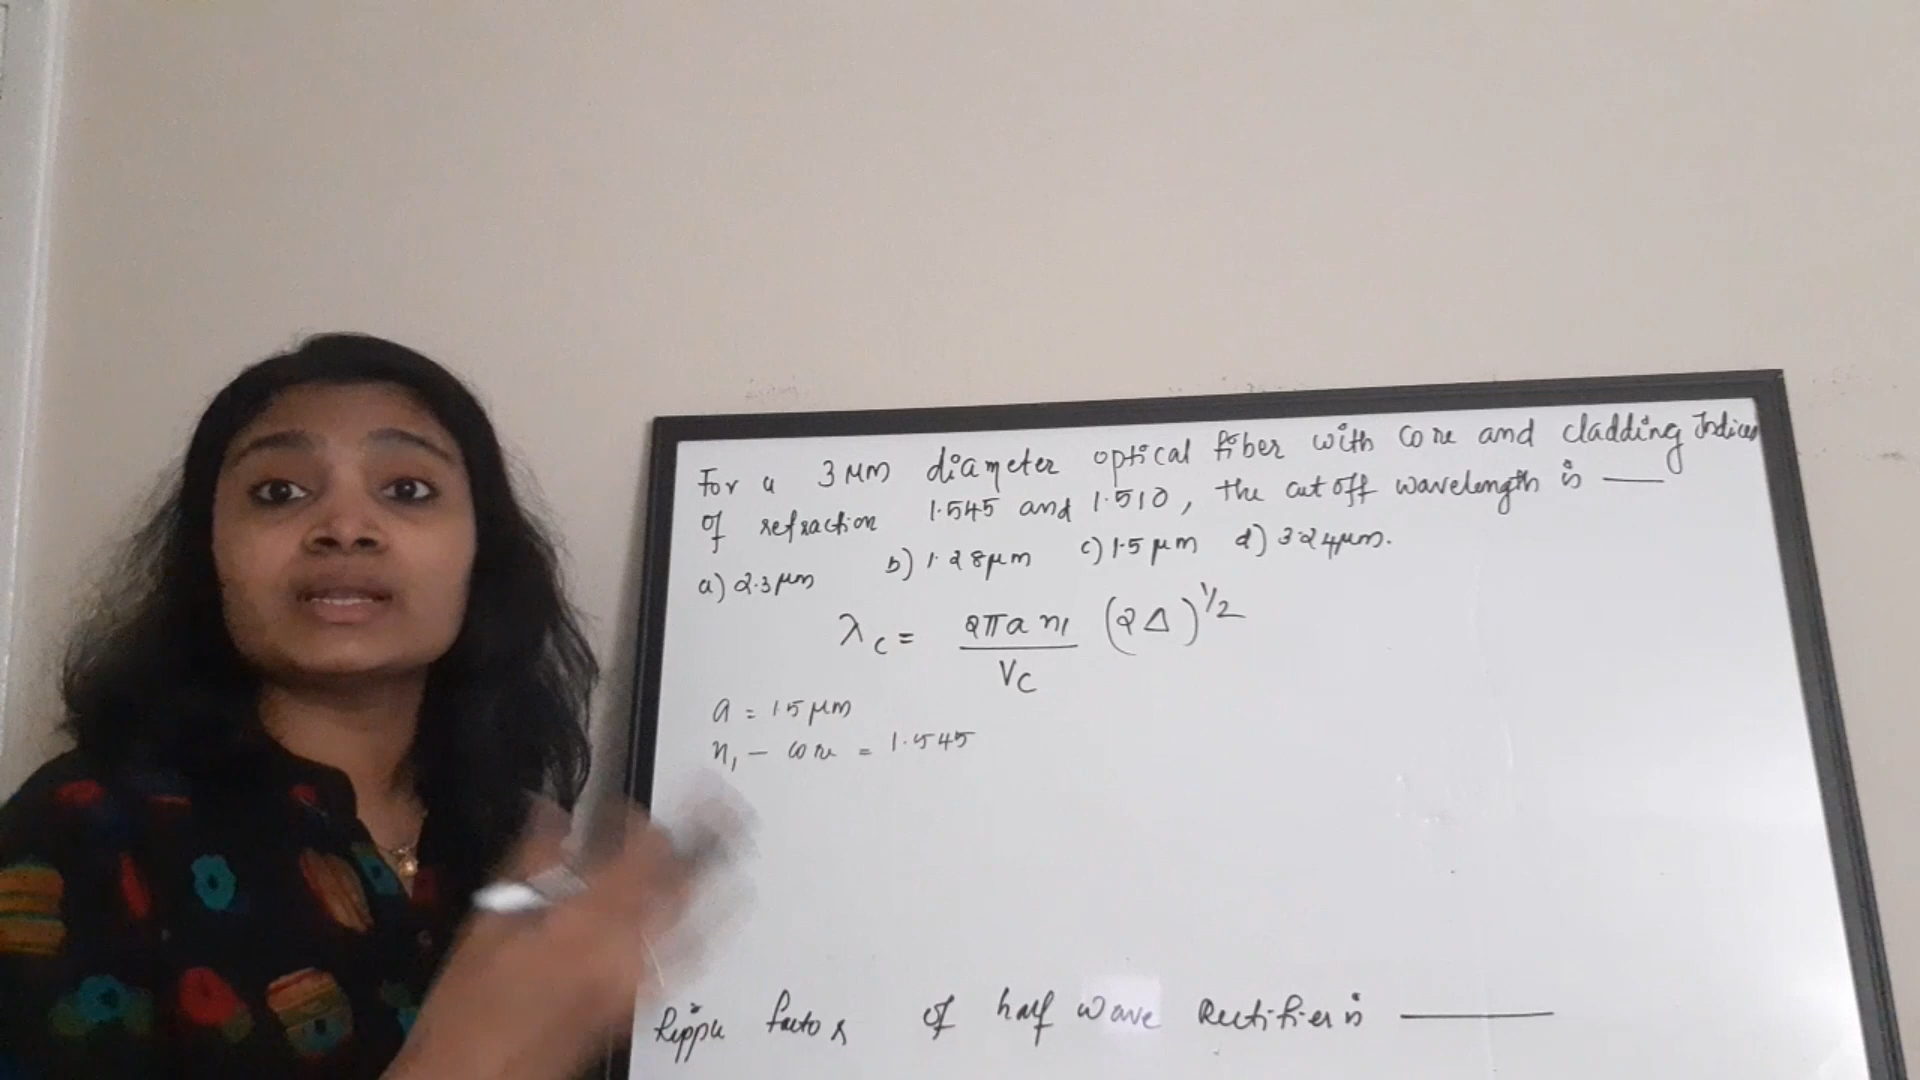 For a 3 μm diameter optical fiber with core and cladding Indices
of refraction 1.545 and 1.510, the cut off wavelength is —
a) 2.3 μm b) 1.28 μm c) 1.5 μm d) 3.24 μm.
λc = 2πa n1 / Vc (2Δ)^1/2
a = 1.5 μm
n1 – core = 1.545
Ripple factor of half wave Rectifier is —